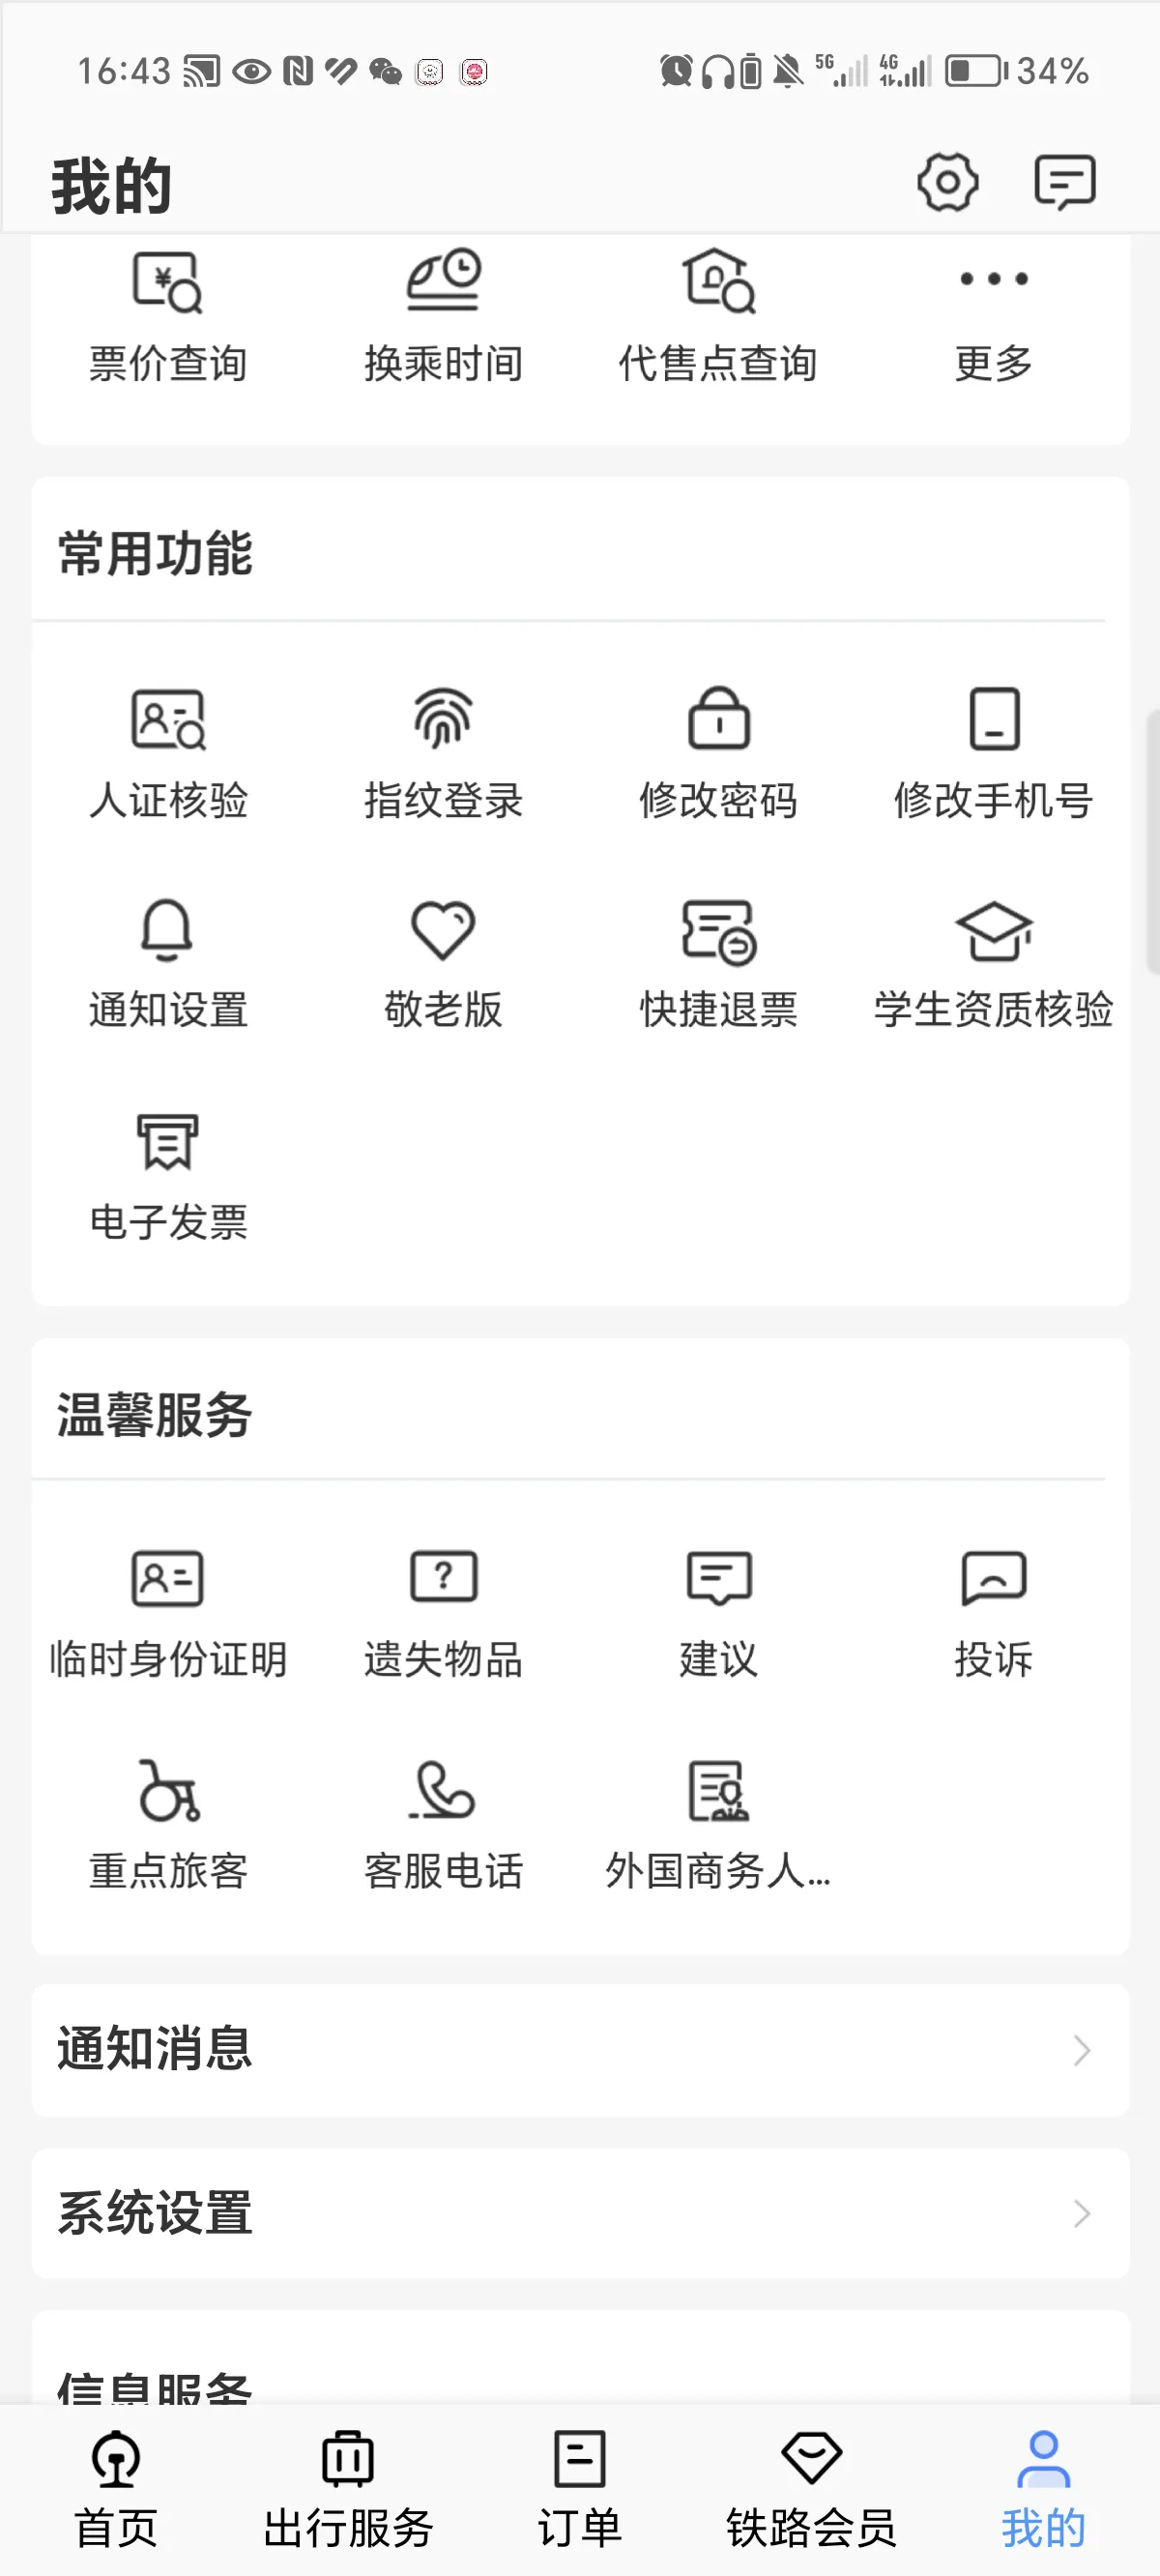 16:43 5G 4G 34%
我的
票价查询 换乘时间 代售点查询 更多
常用功能
人证核验 指纹登录 修改密码 修改手机号
通知设置 敬老版 快捷退票 学生资质核验
电子发票
温馨服务
临时身份证明 遗失物品 建议 投诉
重点旅客 客服电话 外国商务人...
通知消息
系统设置
信息服务
首页 出行服务 订单 铁路会员 我的